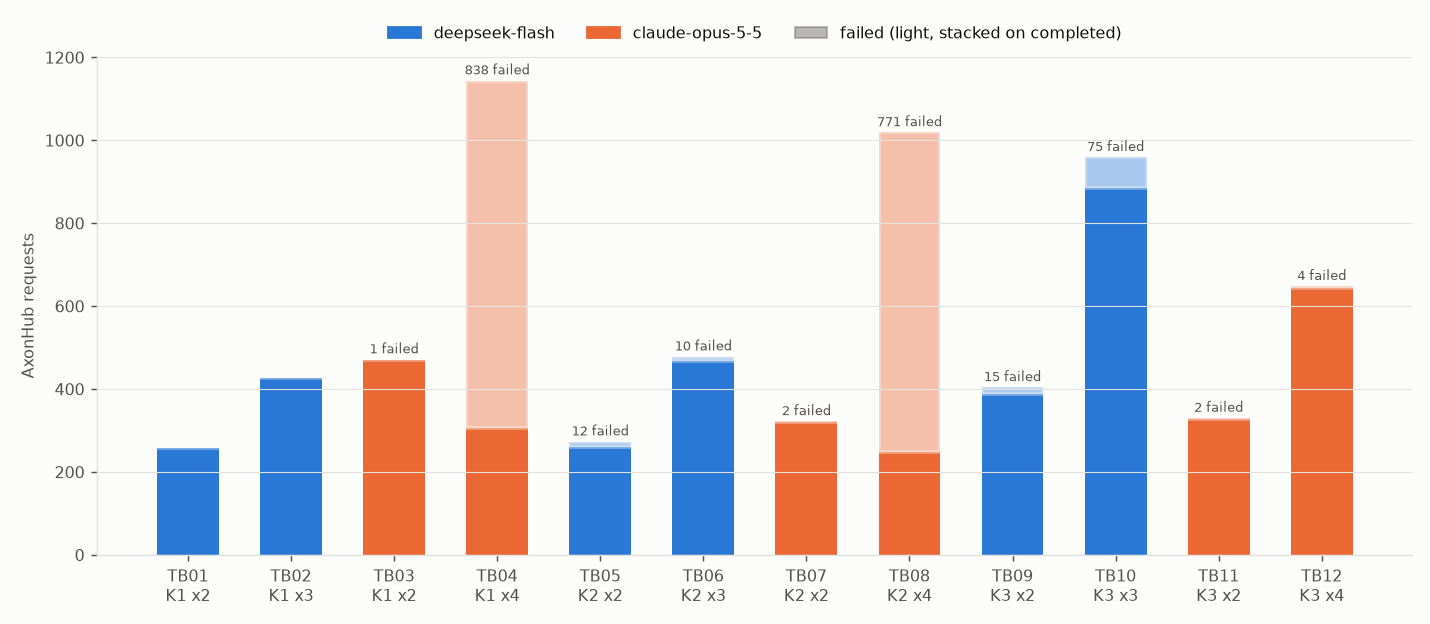 deepseek-flash claude-opus-5-5 failed (light, stacked on completed)
AxonHub requests
1200
1000
800
600
400
200
0
838 failed
771 failed
75 failed
4 failed
1 failed
10 failed
15 failed
2 failed
2 failed
12 failed
TB01 TB02 TB03 TB04 TB05 TB06 TB07 TB08 TB09 TB10 TB11 TB12
K1 x2 K1 x3 K1 x2 K1 x4 K2 x2 K2 x3 K2 x2 K2 x4 K3 x2 K3 x3 K3 x2 K3 x4